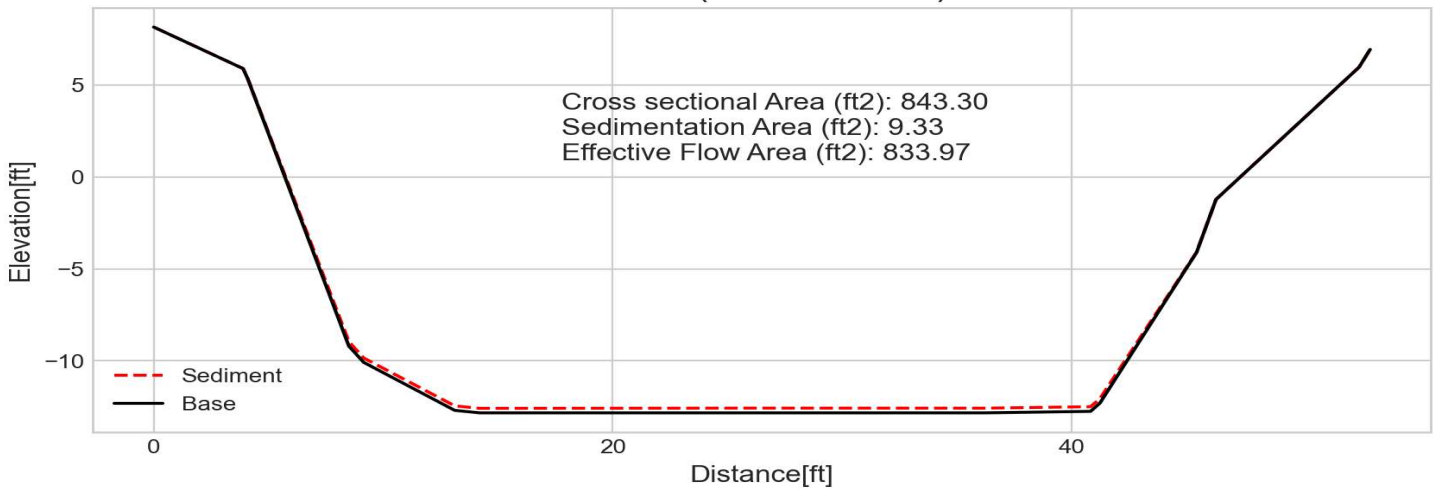 5
0
−5
−10
Elevation[ft]
Cross sectional Area (ft2): 843.30
Sedimentation Area (ft2): 9.33
Effective Flow Area (ft2): 833.97
Sediment
Base
0
20
40
Distance[ft]